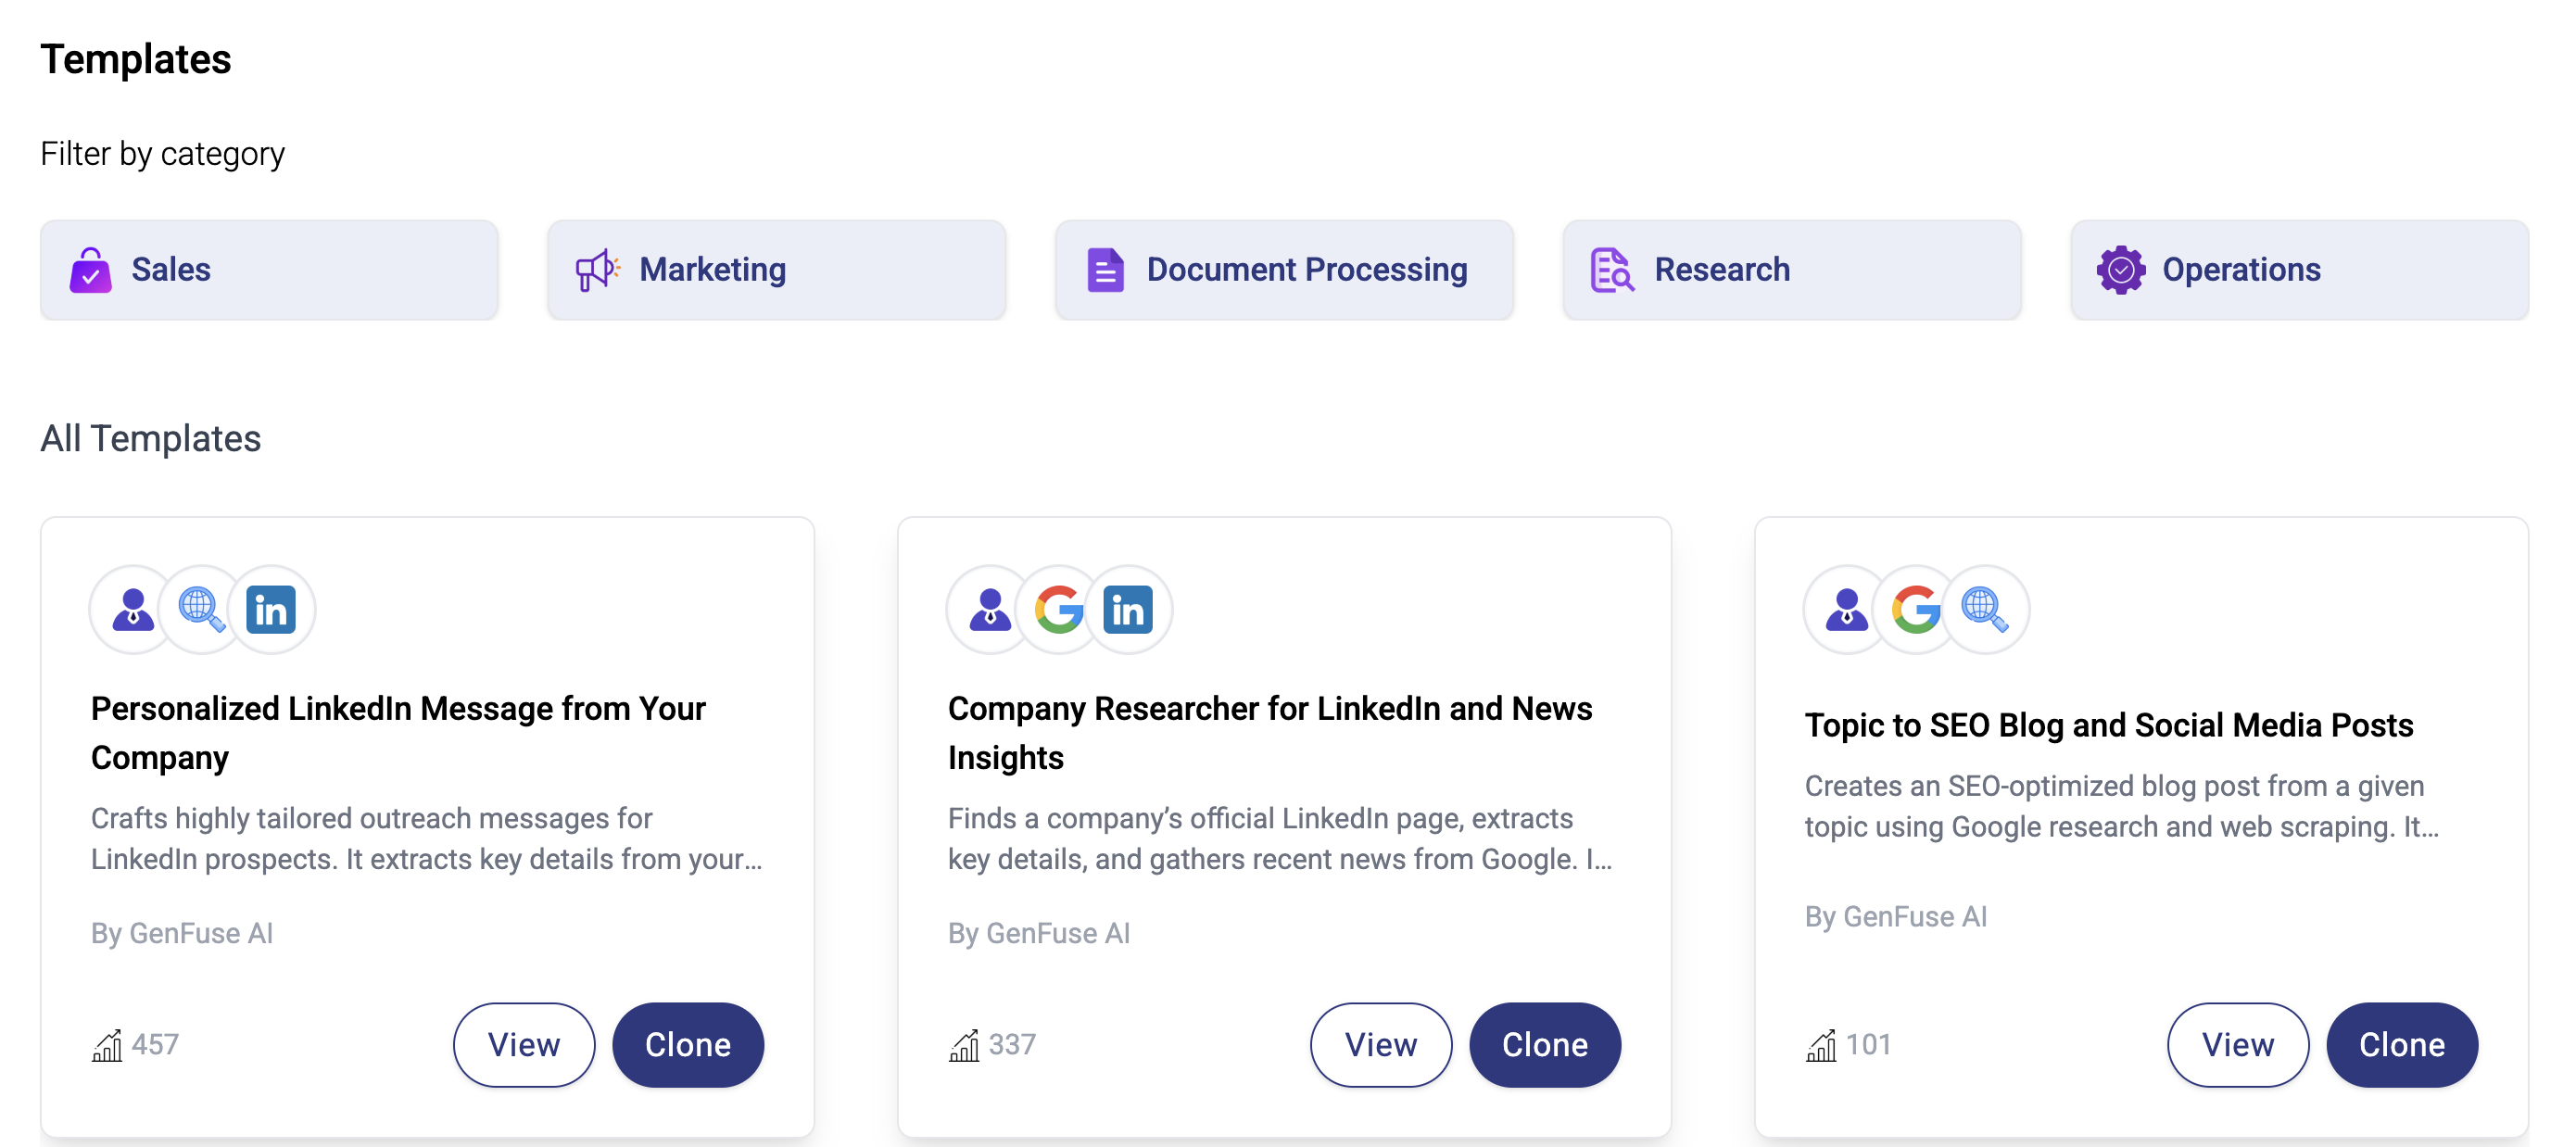 Templates
Filter by category
Sales
Marketing
Document Processing
Research
Operations
All Templates
in
Personalized LinkedIn Message from Your
Company
Crafts highly tailored outreach messages for
LinkedIn prospects. It extracts key details from your...
By GenFuse AI
457
View
Clone
G
in
Company Researcher for LinkedIn and News
Insights
Finds a company’s official LinkedIn page, extracts
key details, and gathers recent news from Google. I...
By GenFuse AI
337
View
Clone
G
Topic to SEO Blog and Social Media Posts
Creates an SEO-optimized blog post from a given
topic using Google research and web scraping. It...
By GenFuse AI
101
View
Clone